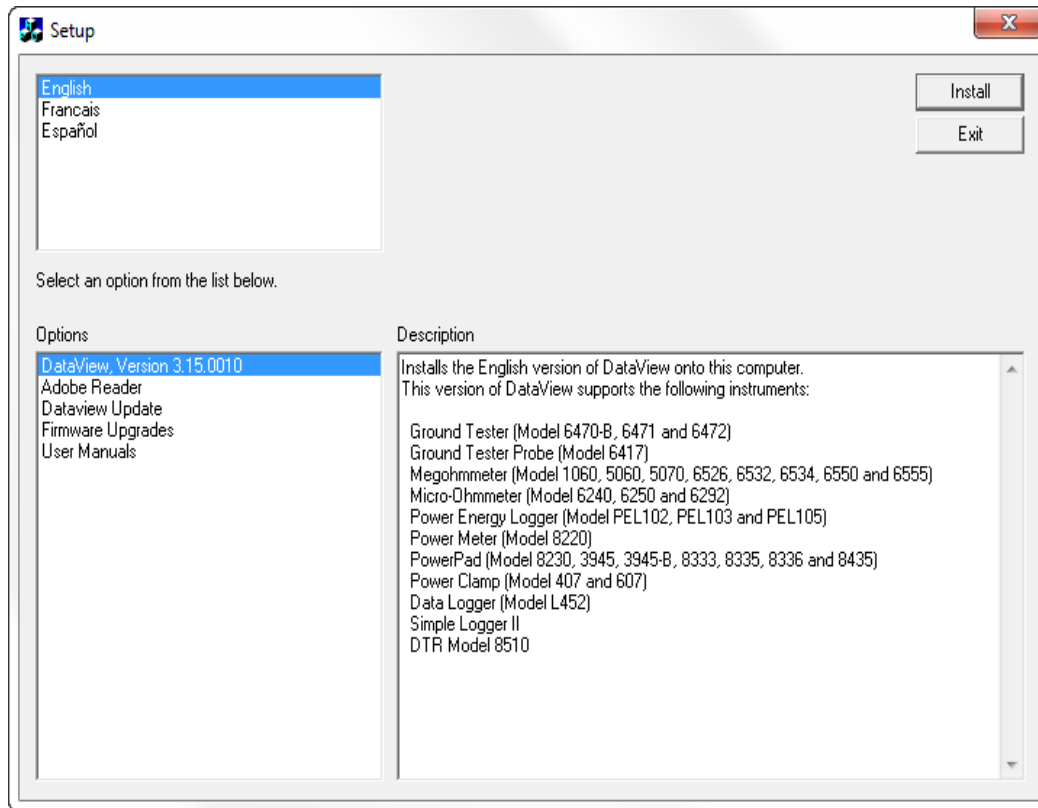 Setup
English
Francais
Español
Install
Exit
Select an option from the list below.
Options
DataView, Version 3.15.0010
Adobe Reader
Dataview Update
Firmware Upgrades
User Manuals
Description
Installs the English version of DataView onto this computer.
This version of DataView supports the following instruments:
Ground Tester (Model 6470-B, 6471 and 6472)
Ground Tester Probe (Model 6417)
Megohmmeter (Model 1060, 5060, 5070, 6526, 6532, 6534, 6550 and 6555)
Micro-Ohmmeter (Model 6240, 6250 and 6292)
Power Energy Logger (Model PEL102, PEL103 and PEL105)
Power Meter (Model 8220)
PowerPad (Model 8230, 3945, 3945-B, 8333, 8335, 8336 and 8435)
Power Clamp (Model 407 and 607)
Data Logger (Model L452)
Simple Logger II
DTR Model 8510